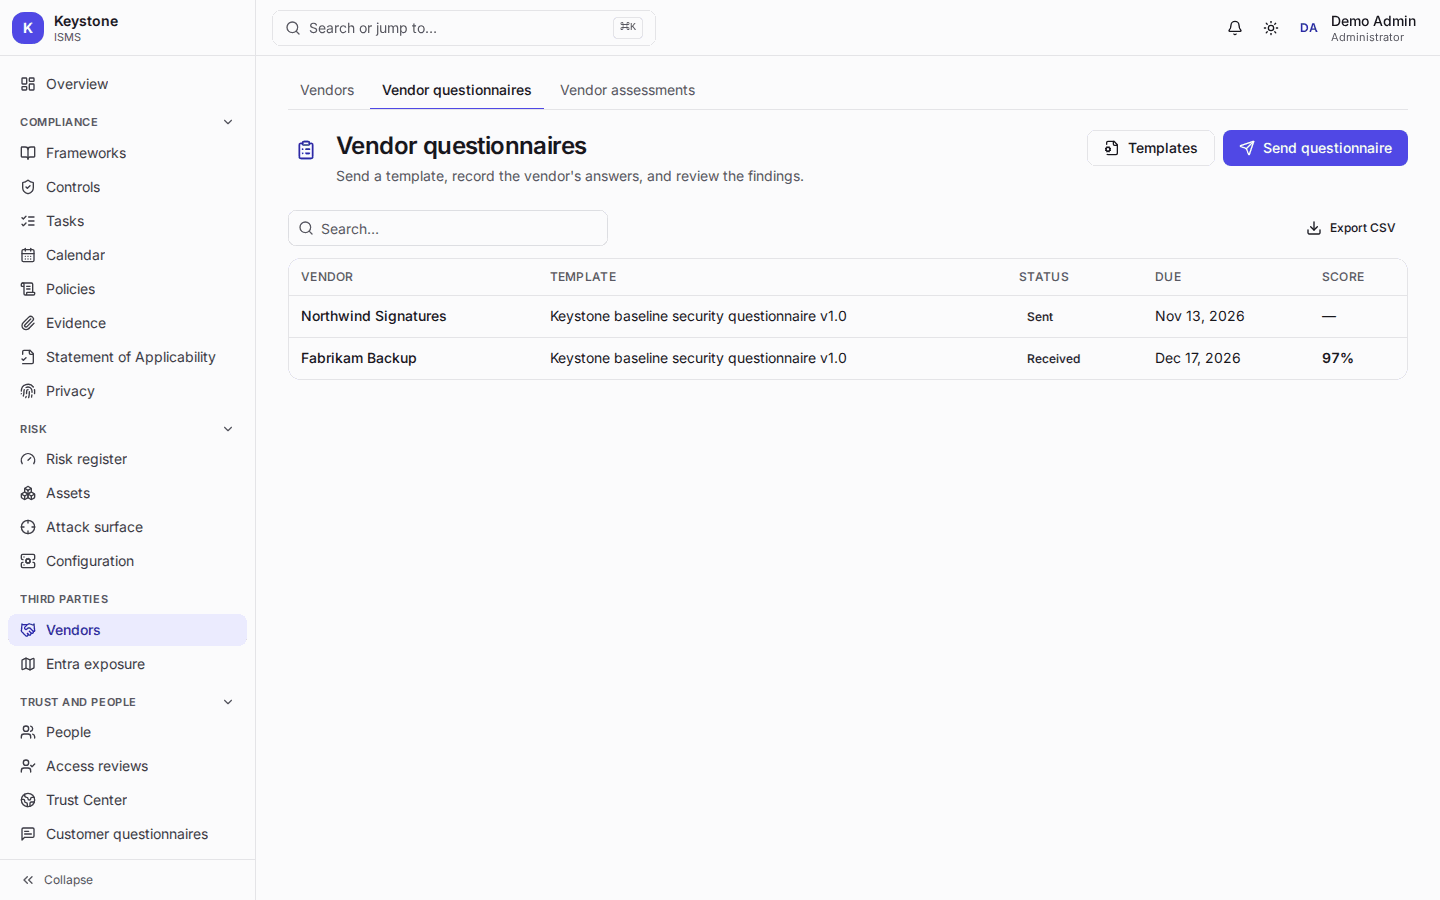 K
Keystone
ISMS
Search or jump to...
⌘K
DA
Demo Admin
Administrator
Overview
COMPLIANCE
Frameworks
Controls
Tasks
Calendar
Policies
Evidence
Statement of Applicability
Privacy
RISK
Risk register
Assets
Attack surface
Configuration
THIRD PARTIES
Vendors
Entra exposure
TRUST AND PEOPLE
People
Access reviews
Trust Center
Customer questionnaires
Collapse
Vendors Vendor questionnaires Vendor assessments
Vendor questionnaires
Send a template, record the vendor's answers, and review the findings.
Templates
Send questionnaire
Search...
Export CSV
VENDOR TEMPLATE STATUS DUE SCORE
Northwind Signatures Keystone baseline security questionnaire v1.0 Sent Nov 13, 2026 —
Fabrikam Backup Keystone baseline security questionnaire v1.0 Received Dec 17, 2026 97%